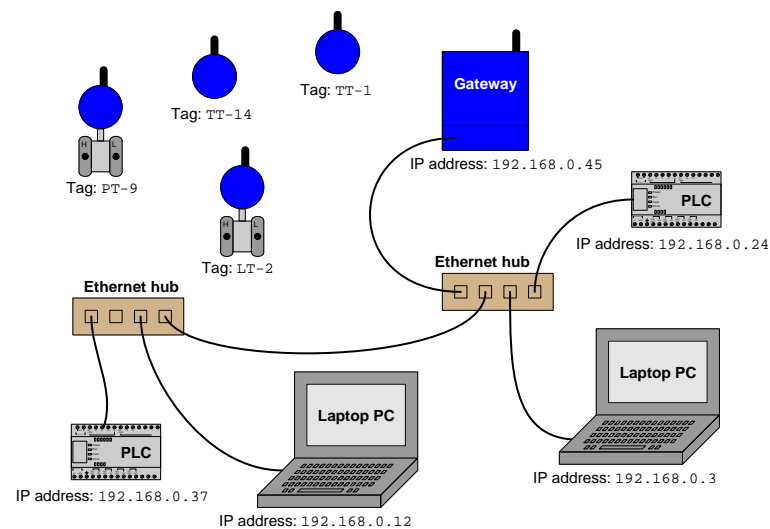 Tag: TT-1
Gateway
Tag: TT-14
IP address: 192.168.0.45
H L
Tag: PT-9
PLC
H L
IP address: 192.168.0.24
Tag: LT-2
Ethernet hub
Ethernet hub
Laptop PC
Laptop PC
PLC
IP address: 192.168.0.3
IP address: 192.168.0.37
IP address: 192.168.0.12